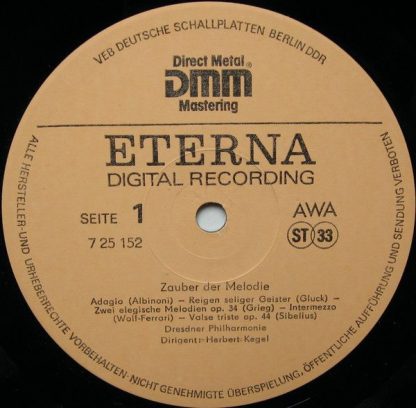 VEB DEUTSCHE SCHALLPLATTEN BERLIN DDR
Direct Metal®
DMM
Mastering
ETERNA
DIGITAL RECORDING
SEITE 1
AWA
7 25 152
ST 33
Zauber der Melodie
Adagio (Albinoni) – Reigen seliger Geister (Gluck) –
Zwei elegische Melodien op. 34 (Grieg) – Intermezzo
(Wolf-Ferrari) – Valse triste op. 44 (Sibelius)
Dresdner Philharmonie
Dirigent: Herbert Kegel
ALLE HERSTELLER- UND URHEBERRECHTE VORBEHALTEN · NICHT GENEHMIGTE ÜBERSPIELUNG, ÖFFENTLICHE AUFFÜHRUNG UND SENDUNG VERBOTEN